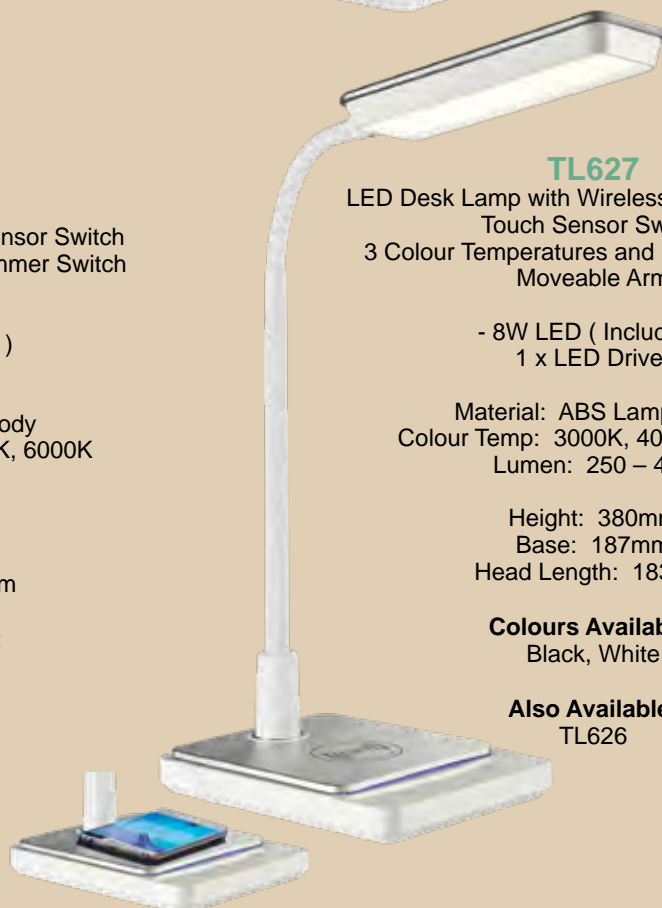 nsor Switch
mmer Switch
)
ody
K, 6000K
m
TL627
LED Desk Lamp with Wireless
Touch Sensor Sw
3 Colour Temperatures and
Moveable Arm
- 8W LED ( Includ
1 x LED Drive
Material: ABS Lamp
Colour Temp: 3000K, 40
Lumen: 250 – 4
Height: 380mm
Base: 187mm
Head Length: 183
Colours Availab
Black, White
Also Available
TL626